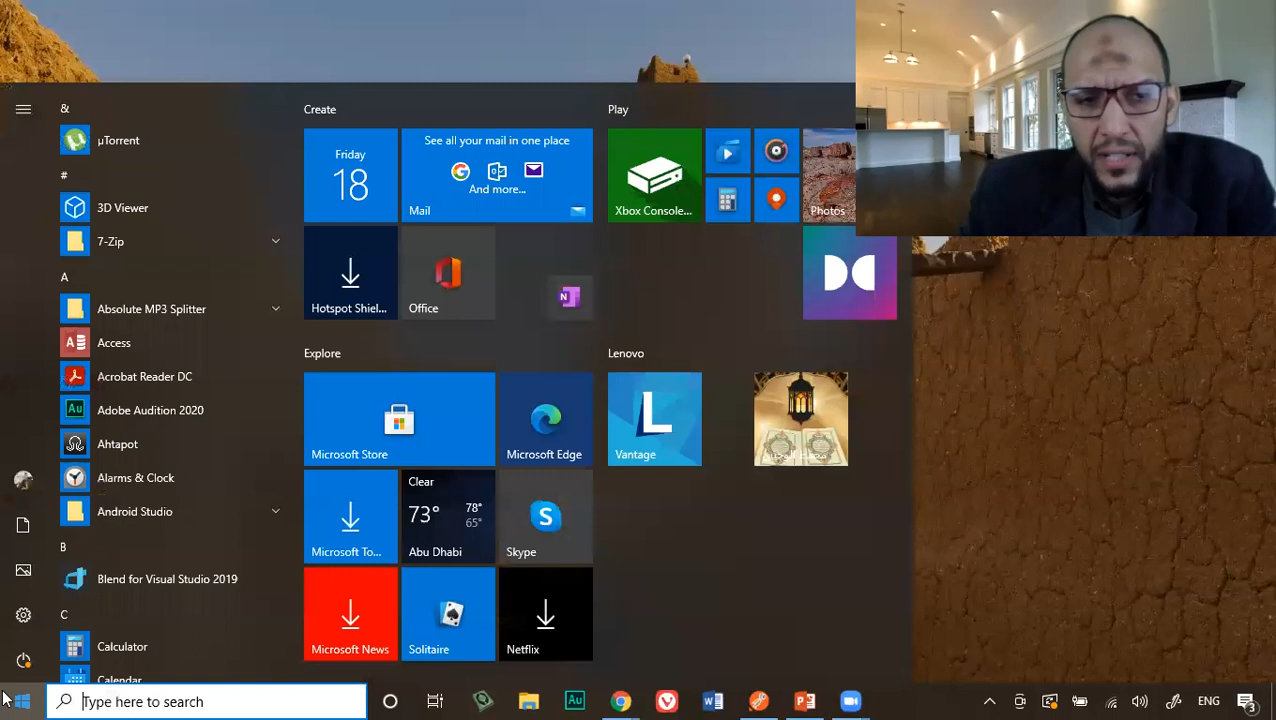 &
µTorrent
#
3D Viewer
7-Zip
A
Absolute MP3 Splitter
Access
Acrobat Reader DC
Adobe Audition 2020
Ahtapot
Alarms & Clock
Android Studio
B
Blend for Visual Studio 2019
C
Calculator
Calendar
Create
Friday
18
See all your mail in one place
And more...
Mail
Hotspot Shiel...
Office
Explore
Microsoft Store
Microsoft Edge
Microsoft To...
Clear
73°
78°
65°
Abu Dhabi
Skype
Microsoft News
Solitaire
Netflix
Play
Xbox Console...
Photos
Lenovo
Vantage
Type here to search
ENG
3